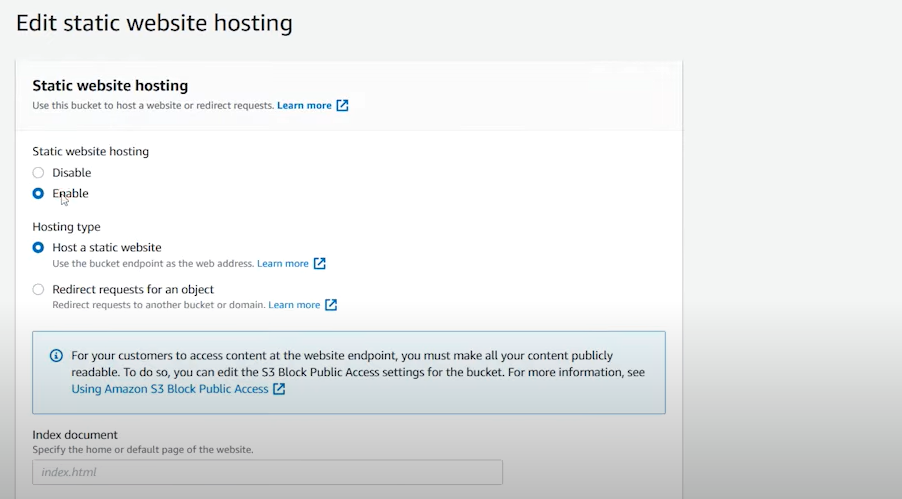 Edit static website hosting
Static website hosting
Use this bucket to host a website or redirect requests. Learn more
Static website hosting
Disable
Enable
Hosting type
Host a static website
Use the bucket endpoint as the web address. Learn more
Redirect requests for an object
Redirect requests to another bucket or domain. Learn more
For your customers to access content at the website endpoint, you must make all your content publicly
readable. To do so, you can edit the S3 Block Public Access settings for the bucket. For more information, see
Using Amazon S3 Block Public Access
Index document
Specify the home or default page of the website.
index.html